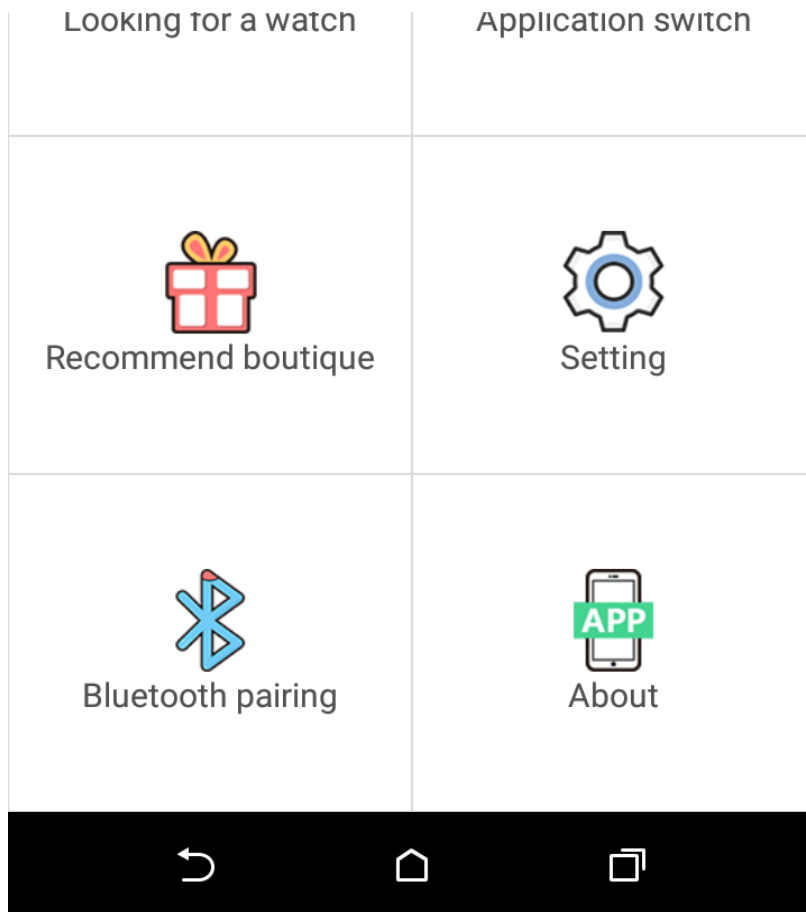 Looking for a watch
Application switch
Recommend boutique
Setting
Bluetooth pairing
APP
About